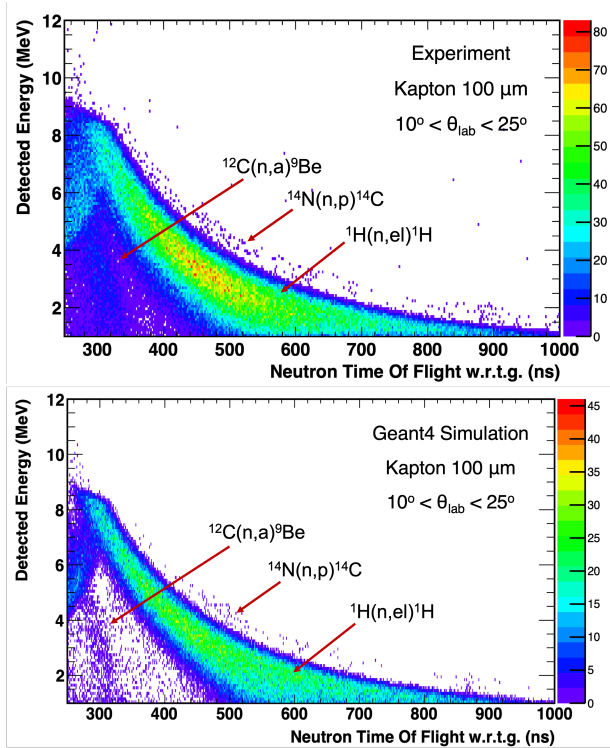 Detected Energy (MeV)
12
10
8
6
4
2
Experiment
Kapton 100 µm
10° < θlab < 25°
¹²C(n,a)⁹Be
¹⁴N(n,p)¹⁴C
¹H(n,el)¹H
300 400 500 600 700 800 900 1000
Neutron Time Of Flight w.r.t.g. (ns)
80
70
60
50
40
30
20
10
0
Detected Energy (MeV)
12
10
8
6
4
2
Geant4 Simulation
Kapton 100 µm
10° < θlab < 25°
¹²C(n,a)⁹Be
¹⁴N(n,p)¹⁴C
¹H(n,el)¹H
300 400 500 600 700 800 900 1000
Neutron Time Of Flight w.r.t.g. (ns)
45
40
35
30
25
20
15
10
5
0